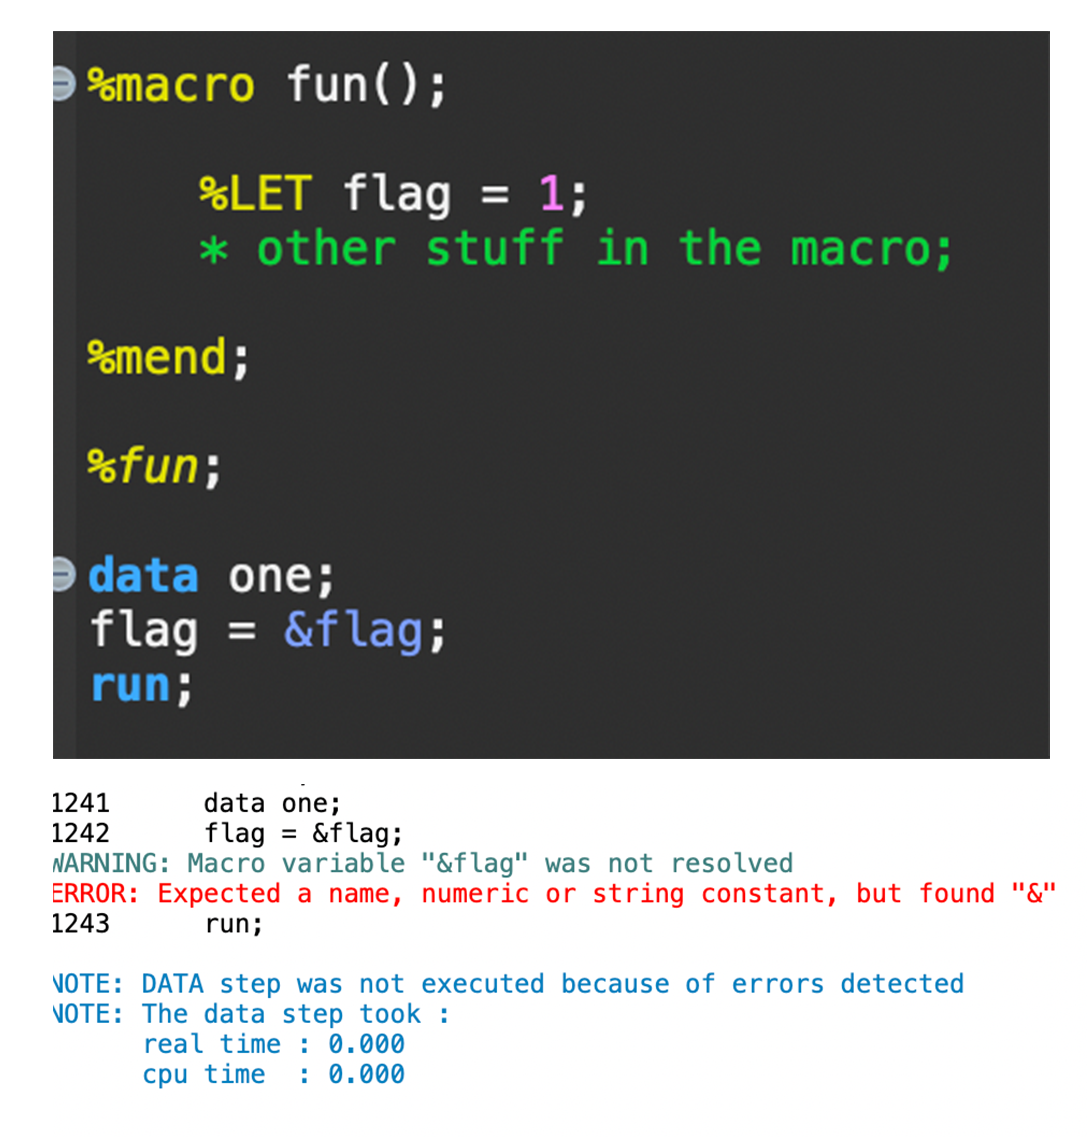 %macro fun();
%LET flag = 1;
* other stuff in the macro;
%mend;
%fun;
data one;
flag = &flag;
run;
1241 data one;
1242 flag = &flag;
WARNING: Macro variable "&flag" was not resolved
ERROR: Expected a name, numeric or string constant, but found "&"
1243 run;
NOTE: DATA step was not executed because of errors detected
NOTE: The data step took :
real time : 0.000
cpu time : 0.000